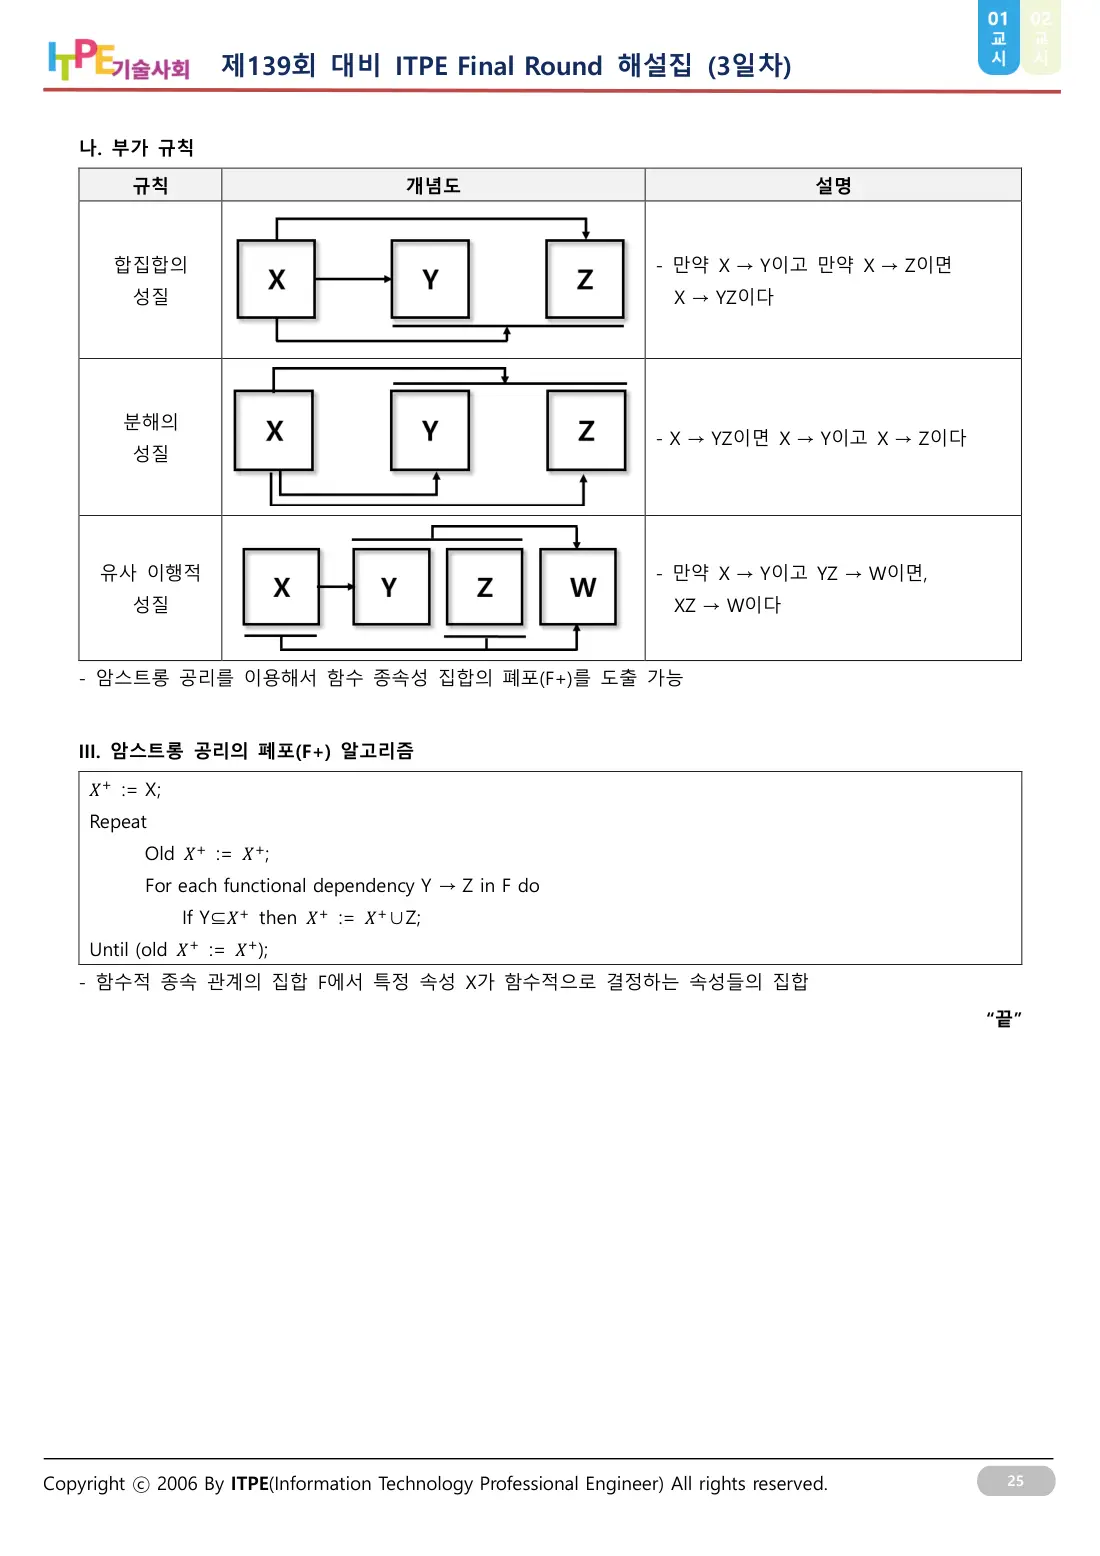 ITPE기술사회 제139회 대비 ITPE Final Round 해설집 (3일차)
01 교 시
02 교 시
나. 부가 규칙
규칙 개념도 설명
합집합의 성질
X Y Z
- 만약 X → Y이고 만약 X → Z이면
X → YZ이다
분해의 성질
X Y Z
- X → YZ이면 X → Y이고 X → Z이다
유사 이행적 성질
X Y Z W
- 만약 X → Y이고 YZ → W이면,
XZ → W이다
- 암스트롱 공리를 이용해서 함수 종속성 집합의 폐포(F+)를 도출 가능
III. 암스트롱 공리의 폐포(F+) 알고리즘
X⁺ := X;
Repeat
Old X⁺ := X⁺;
For each functional dependency Y → Z in F do
If Y⊆X⁺ then X⁺ := X⁺∪Z;
Until (old X⁺ := X⁺);
- 함수적 종속 관계의 집합 F에서 특정 속성 X가 함수적으로 결정하는 속성들의 집합
“끝”
Copyright ⓒ 2006 By ITPE(Information Technology Professional Engineer) All rights reserved.
25